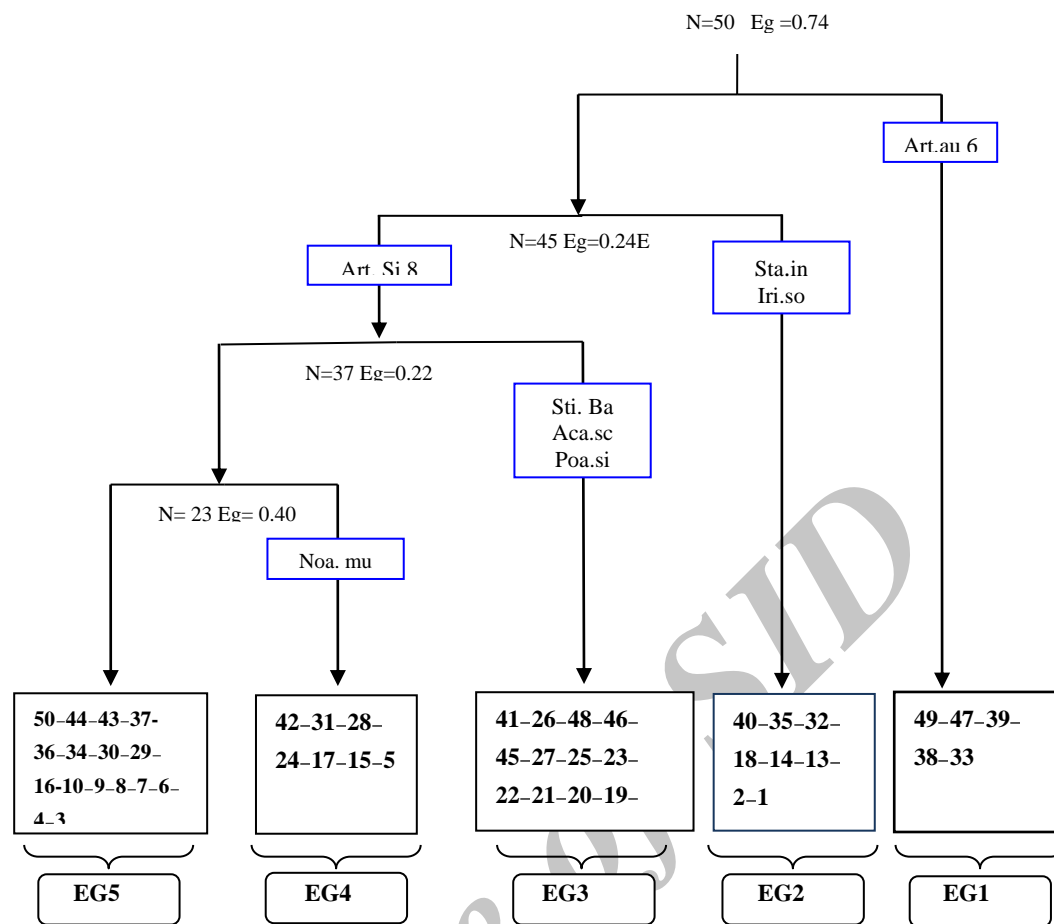 N=50 Eg =0.74
Art.au 6
N=45 Eg=0.24E
Art. Si 8
Sta.in
Iri.so
N=37 Eg=0.22
Sti. Ba
Aca.sc
Poa.si
N= 23 Eg= 0.40
Noa. mu
50–44–43–37-
36–34–30–29–
16-10–9–8–7–6–
4–3
42–31–28–
24–17–15–5
41–26–48–46–
45–27–25–23–
22–21–20–19–
40–35–32–
18–14–13–
2–1
49–47–39–
38–33
EG5
EG4
EG3
EG2
EG1
of SID